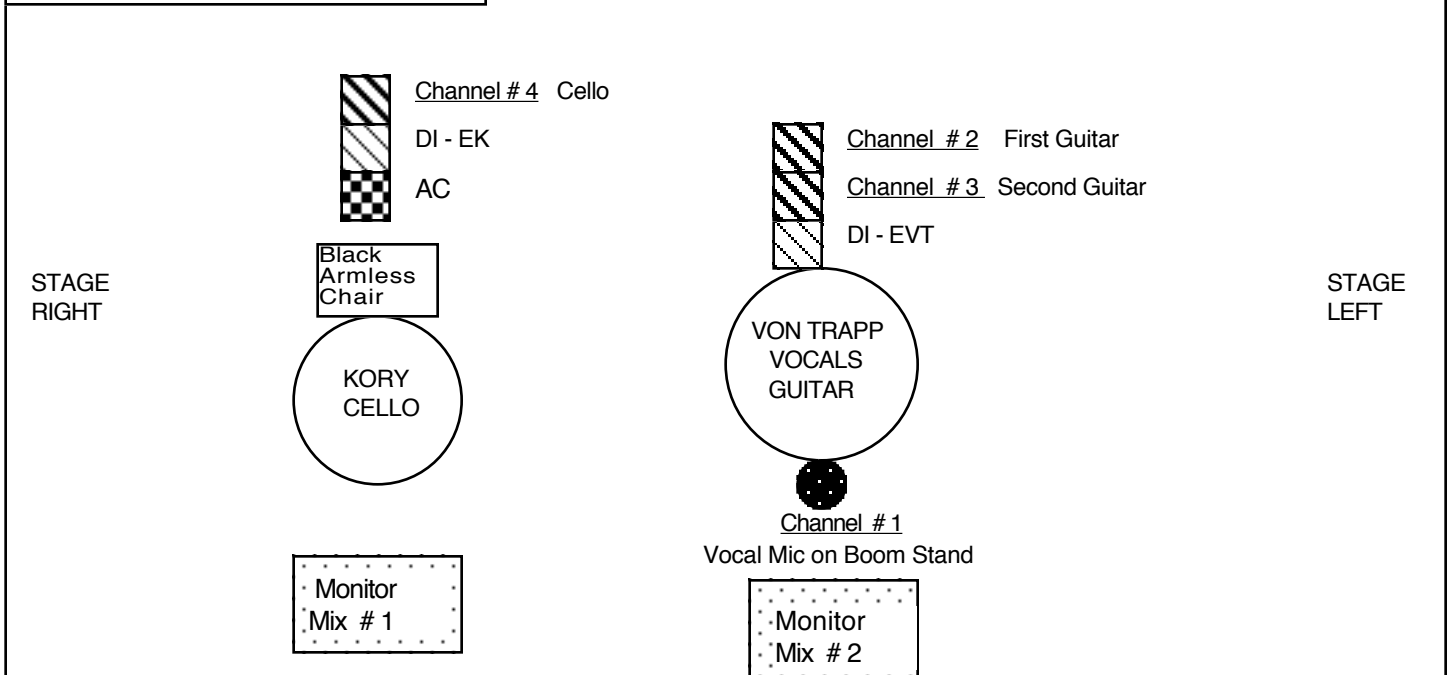 Channel # 4 Cello
DI - EK
AC
Channel # 2 First Guitar
Channel # 3 Second Guitar
DI - EVT
Black
Armless
Chair
STAGE
RIGHT
STAGE
LEFT
KORY
CELLO
VON TRAPP
VOCALS
GUITAR
Channel # 1
Vocal Mic on Boom Stand
Monitor
Mix # 1
Monitor
Mix # 2